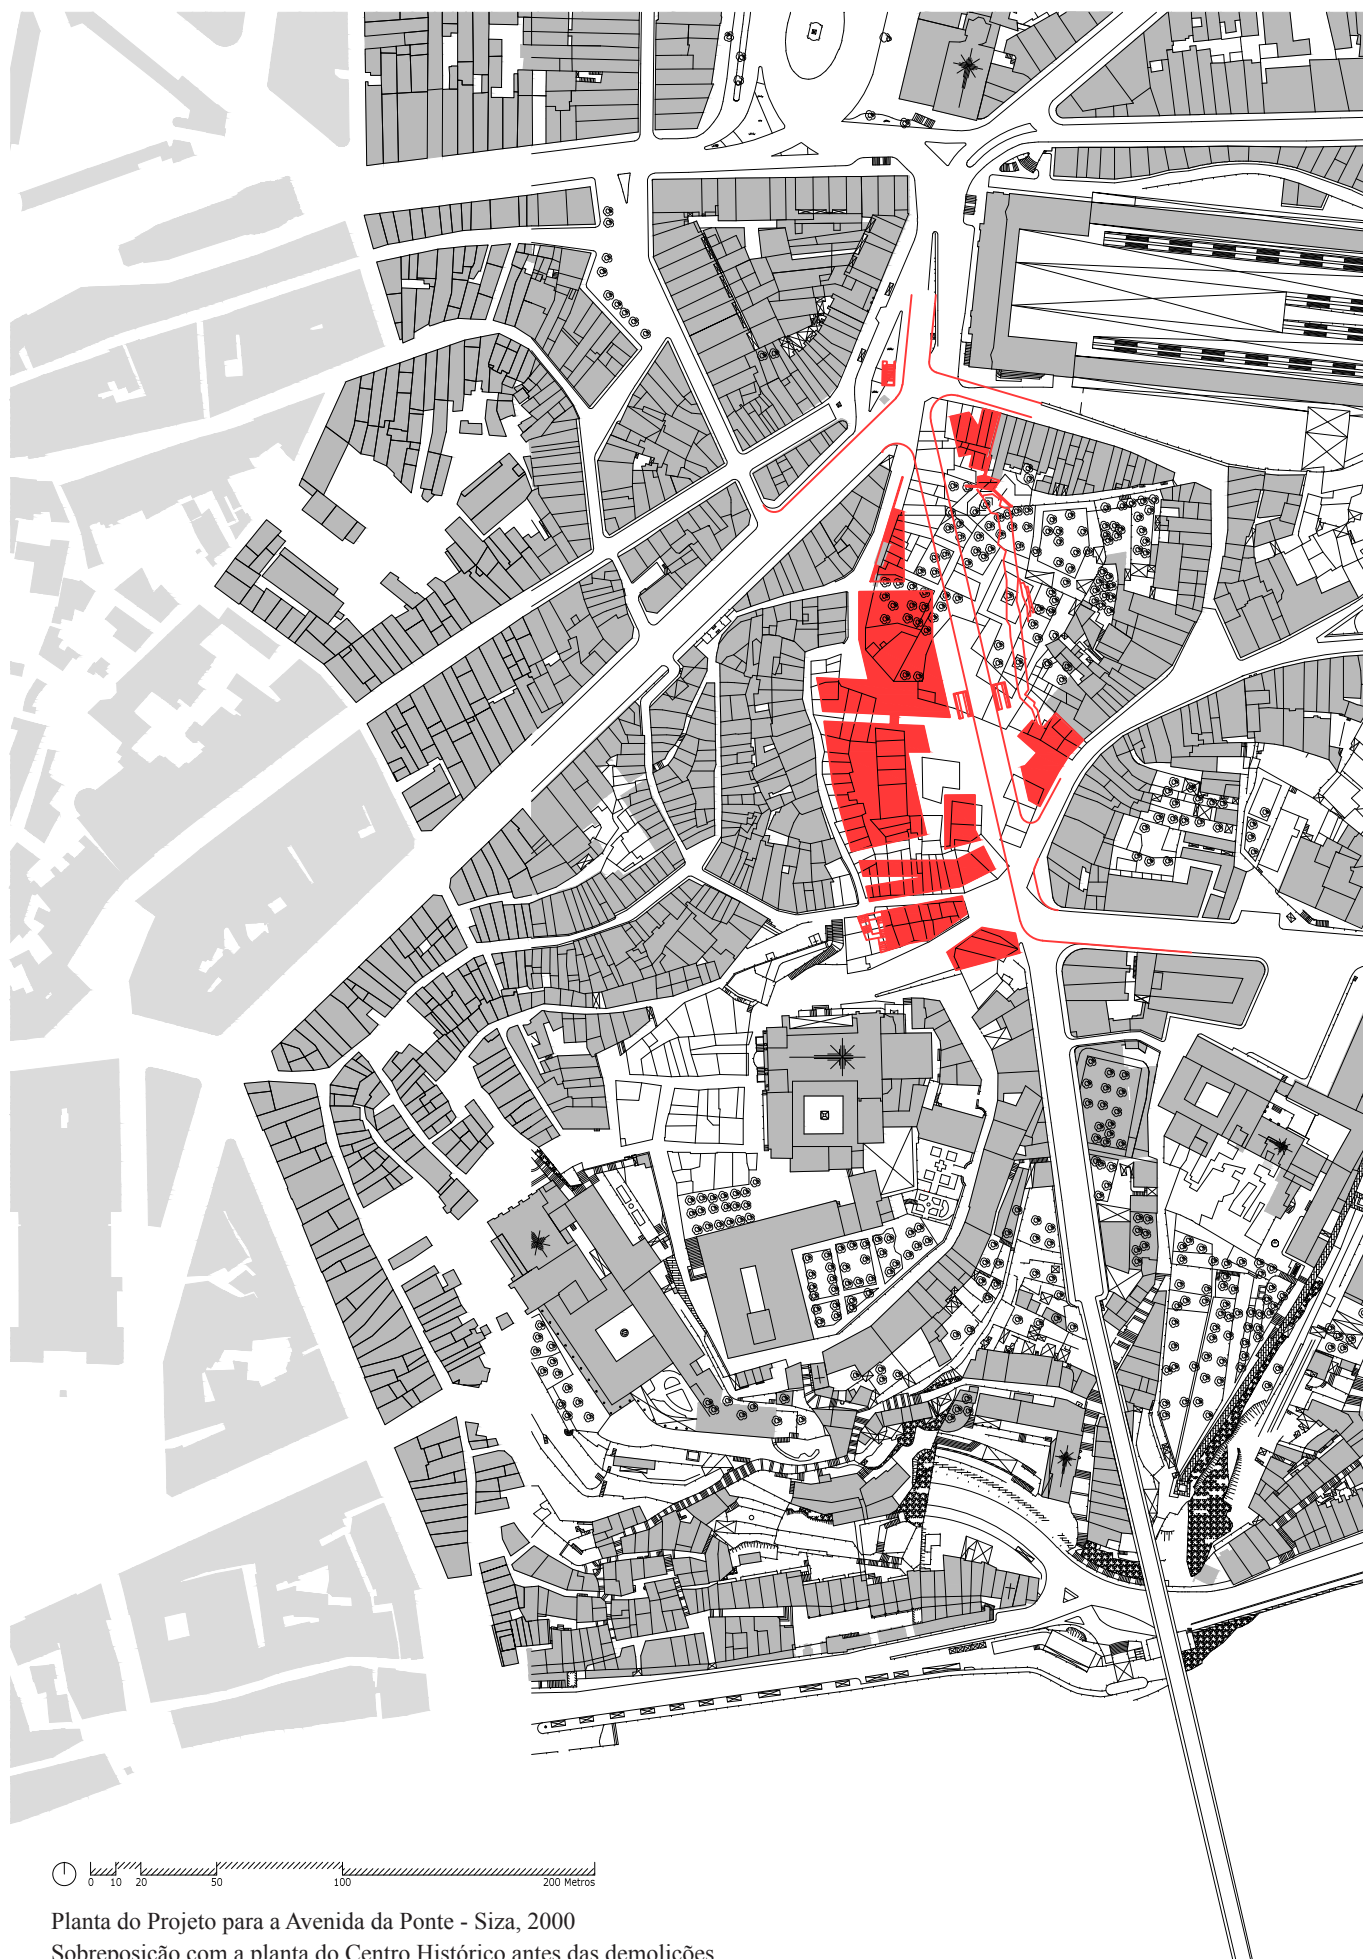 0 10 20 50 100 200 Metros
Planta do Projeto para a Avenida da Ponte - Siza, 2000
Sobreposição com a planta do Centro Histórico antes das demolições